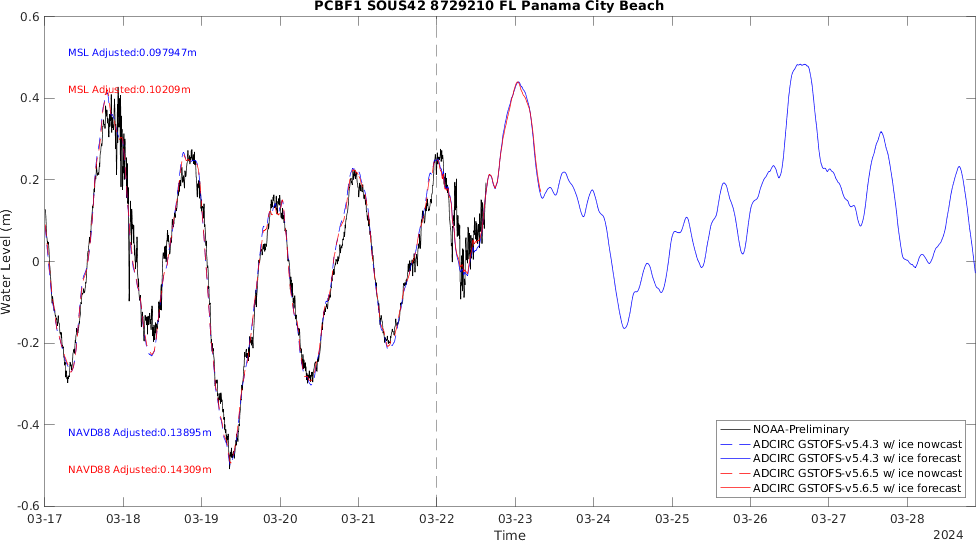 PCBF1 SOUS42 8729210 FL Panama City Beach
0.6
0.4
0.2
0
-0.2
-0.4
-0.6
Water Level (m)
MSL Adjusted:0.097947m
MSL Adjusted:0.10209m
NAVD88 Adjusted:0.13895m
NAVD88 Adjusted:0.14309m
NOAA-Preliminary
ADCIRC GSTOFS-v5.4.3 w/ ice nowcast
ADCIRC GSTOFS-v5.4.3 w/ ice forecast
ADCIRC GSTOFS-v5.6.5 w/ ice nowcast
ADCIRC GSTOFS-v5.6.5 w/ ice forecast
03-17 03-18 03-19 03-20 03-21 03-22 03-23 03-24 03-25 03-26 03-27 03-28
Time
2024